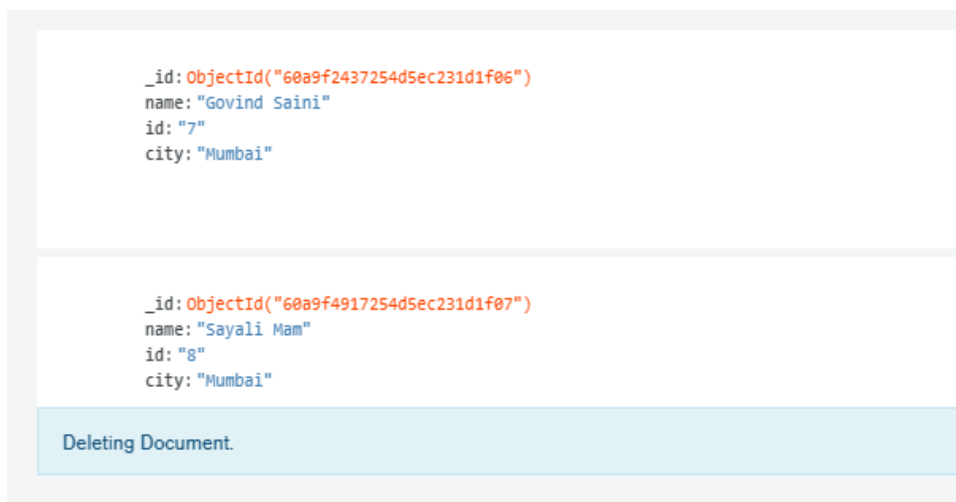 _id: ObjectId("60a9f2437254d5ec231d1f06")
name: "Govind Saini"
id: "7"
city: "Mumbai"
_id: ObjectId("60a9f4917254d5ec231d1f07")
name: "Sayali Mam"
id: "8"
city: "Mumbai"
Deleting Document.